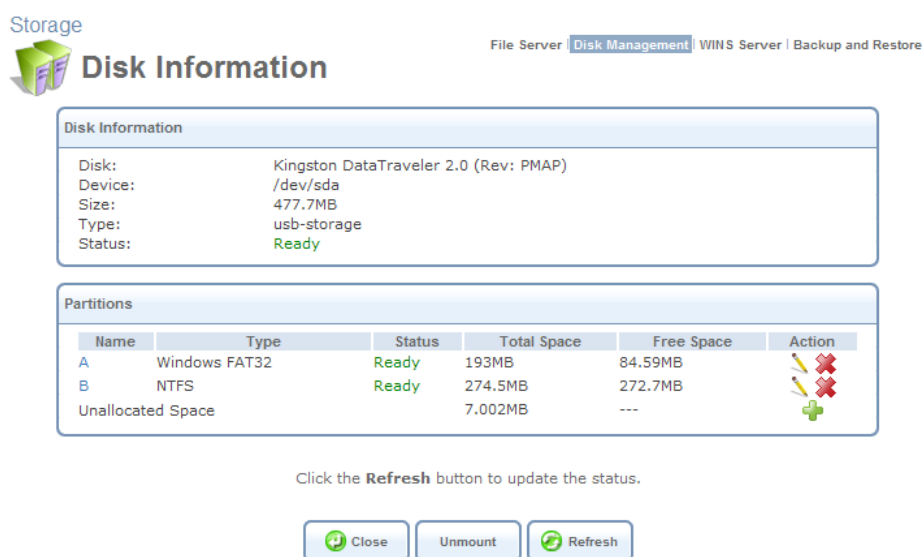 Storage
File Server | Disk Management | WINS Server | Backup and Restore
Disk Information
Disk Information
Disk: Kingston DataTraveler 2.0 (Rev: PMAP)
Device: /dev/sda
Size: 477.7MB
Type: usb-storage
Status: Ready
Partitions
Name Type Status Total Space Free Space Action
A Windows FAT32 Ready 193MB 84.59MB
B NTFS Ready 274.5MB 272.7MB
Unallocated Space 7.002MB ---
Click the Refresh button to update the status.
Close Unmount Refresh